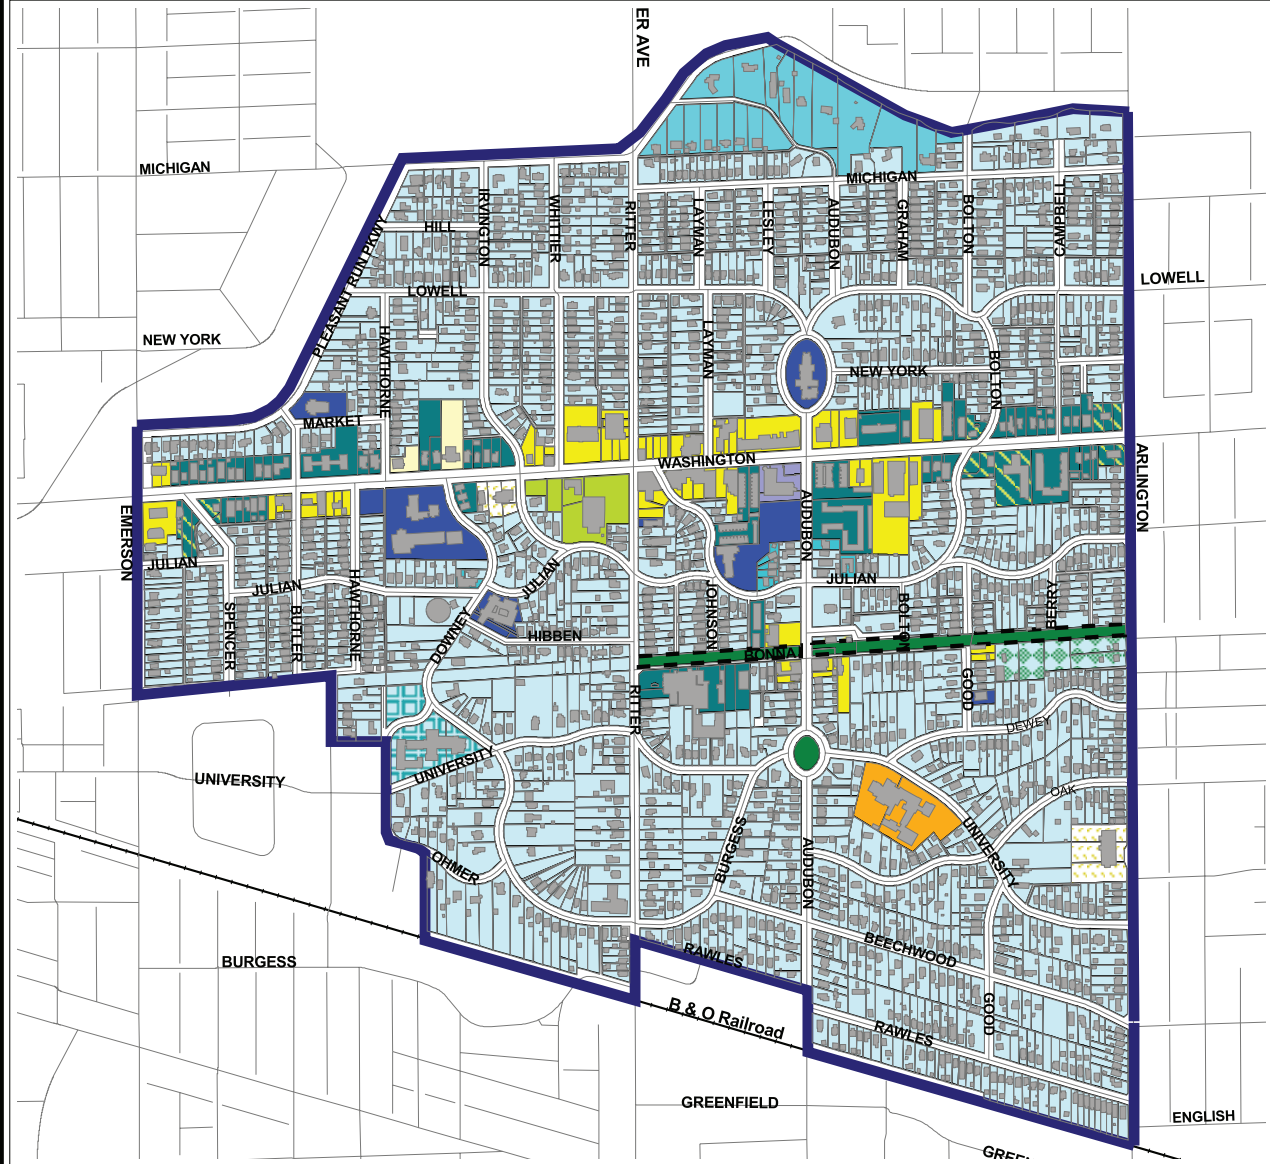 ER AVE
MICHIGAN
MICHIGAN
IRVINGTON
WHITTIER
RITTER
LAYMAN
LESLEY
AUDUBON
GRAHAM
BOLTON
CAMPBELL
HILL
PLEASANT RUN PKWY
LOWELL
LOWELL
NEW YORK
HAWTHORNE
LAYMAN
NEW YORK
BOLTON
MARKET
WASHINGTON
ARLINGTON
EMERSON
AUDUBON
JULIAN
JULIAN
JULIAN
JULIAN
SPENCER
BUTLER
HAWTHORNE
DOWNEY
HIBBEN
JOHNSON
BOLTON
BERRY
RITTER
GOOD
DEWEY
UNIVERSITY
UNIVERSITY
OAK
UNIVERSITY
BURGESS
AUDUBON
OHMER
BURGESS
RAWLES
BEECHWOOD
GOOD
B & O Railroad
RAWLES
GREENFIELD
ENGLISH